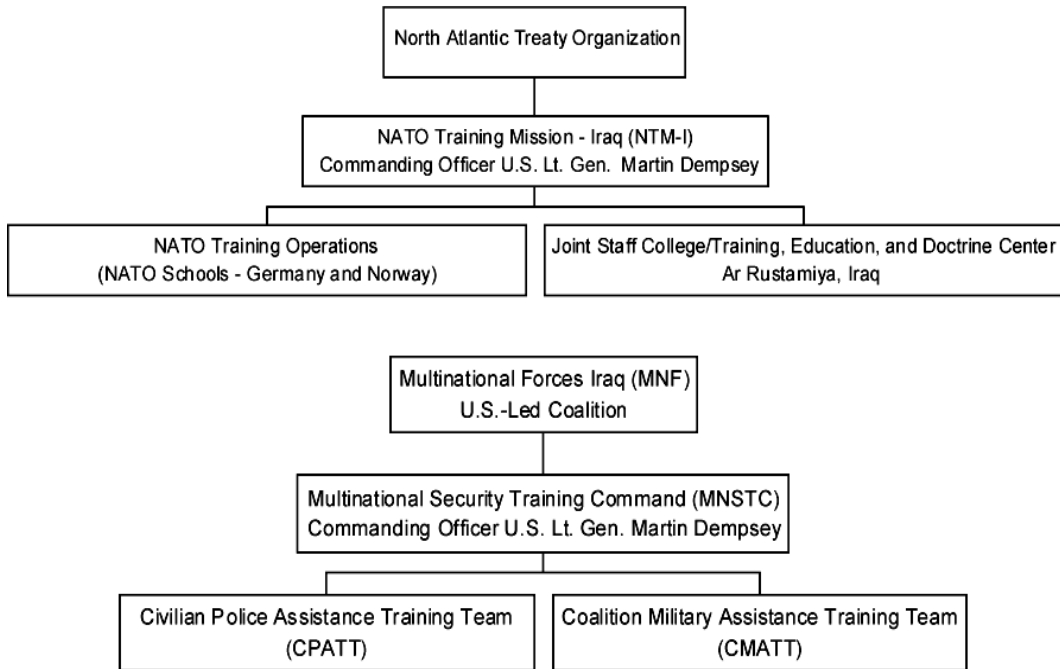 North Atlantic Treaty Organization
NATO Training Mission - Iraq (NTM-I)
Commanding Officer U.S. Lt. Gen. Martin Dempsey
NATO Training Operations
(NATO Schools - Germany and Norway)
Joint Staff College/Training, Education, and Doctrine Center
Ar Rustamiya, Iraq
Multinational Forces Iraq (MNF)
U.S.-Led Coalition
Multinational Security Training Command (MNSTC)
Commanding Officer U.S. Lt. Gen. Martin Dempsey
Civilian Police Assistance Training Team
(CPATT)
Coalition Military Assistance Training Team
(CMATT)